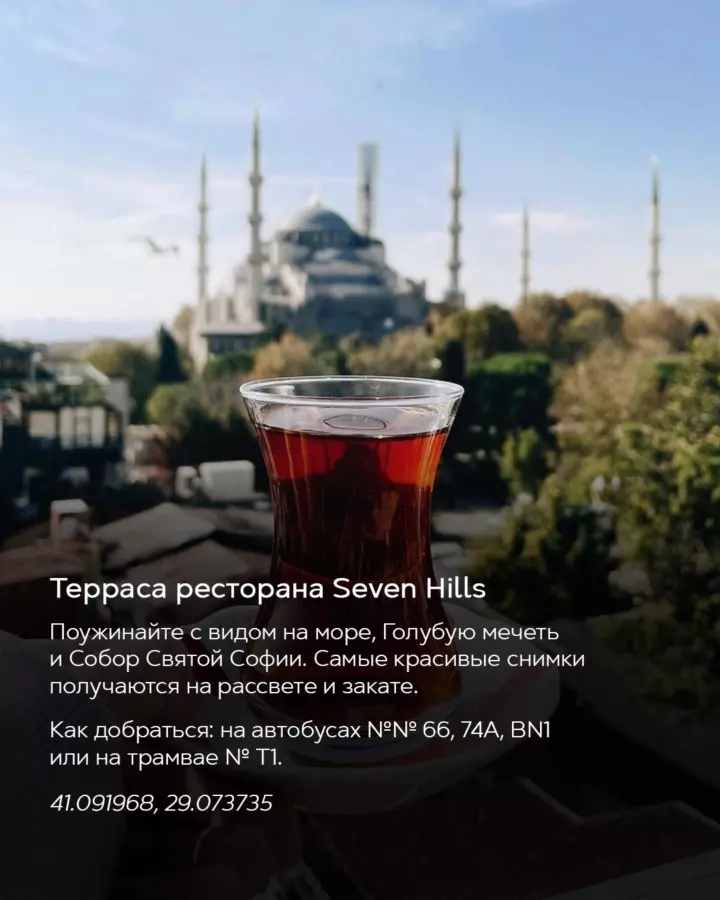 Терраса ресторана Seven Hills
Поужинайте с видом на море, Голубую мечеть
и Собор Святой Софии. Самые красивые снимки
получаются на рассвете и закате.
Как добраться: на автобусах №№ 66, 74A, BN1
или на трамвае № T1.
41.091968, 29.073735